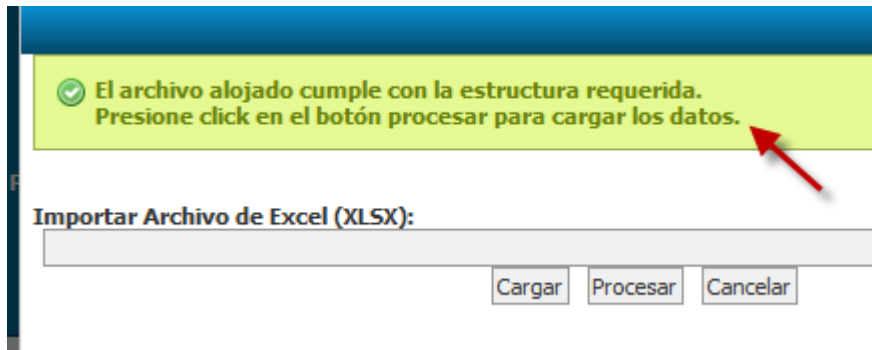 El archivo alojado cumple con la estructura requerida.
Presione click en el botón procesar para cargar los datos.
Importar Archivo de Excel (XLSX):
Cargar Procesar Cancelar